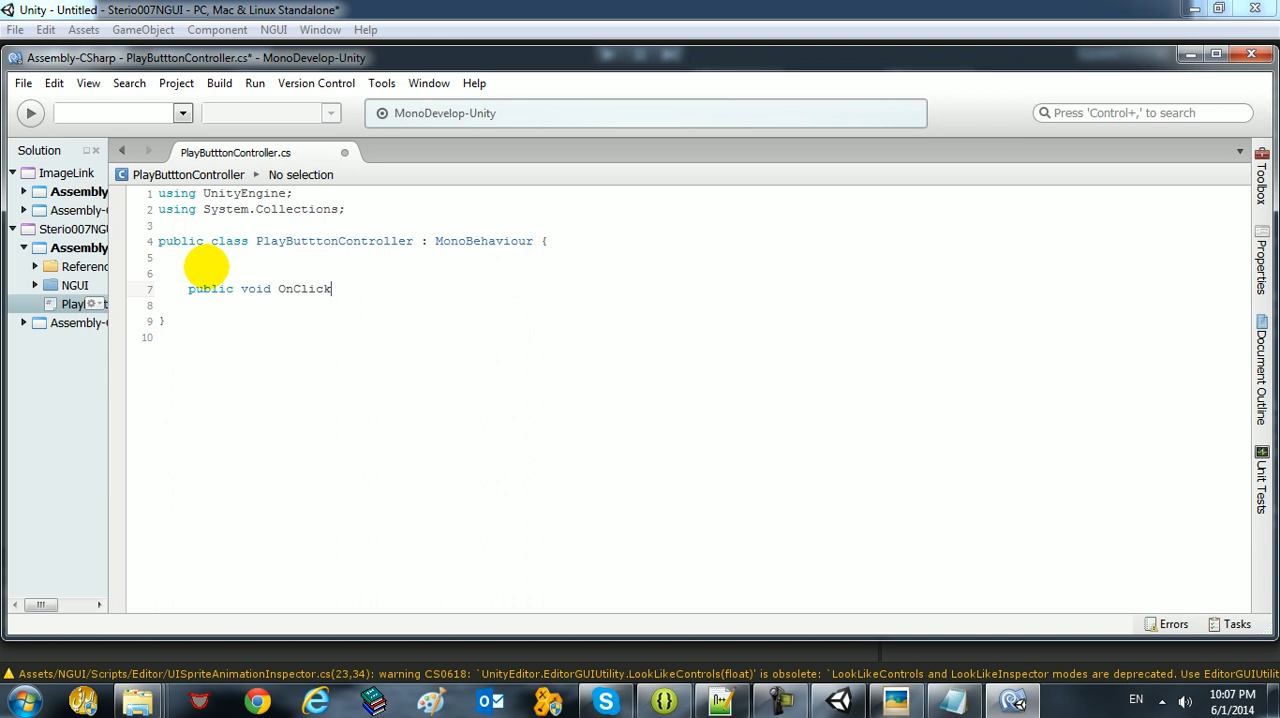 Unity - Untitled - Sterio007NGUI - PC, Mac & Linux Standalone*
File Edit Assets GameObject Component NGUI Window Help
Assembly-CSharp - PlayButttonController.cs* - MonoDevelop-Unity
File Edit View Search Project Build Run Version Control Tools Window Help
MonoDevelop-Unity
Press 'Control+,' to search
Solution
PlayButttonController.cs
ImageLink
PlayButttonController No selection
Assembly
Assembly-C
Sterio007NGU
Assembly
Referenc
NGUI
Assembly-C
1 using UnityEngine;
2 using System.Collections;
3
4 public class PlayButttonController : MonoBehaviour {
5
6
7 public void OnClick
8
9 }
10
Toolbox
Properties
Document Outline
Unit Tests
Errors Tasks
Assets/NGUI/Scripts/Editor/UISpriteAnimationInspector.cs(23,34): warning CS0618: `UnityEditor.EditorGUIUtility.LookLikeControls(float)' is obsolete: `LookLikeControls and LookLikeInspector modes are deprecated. Use EditorGUIUtility
EN
10:07 PM
6/1/2014